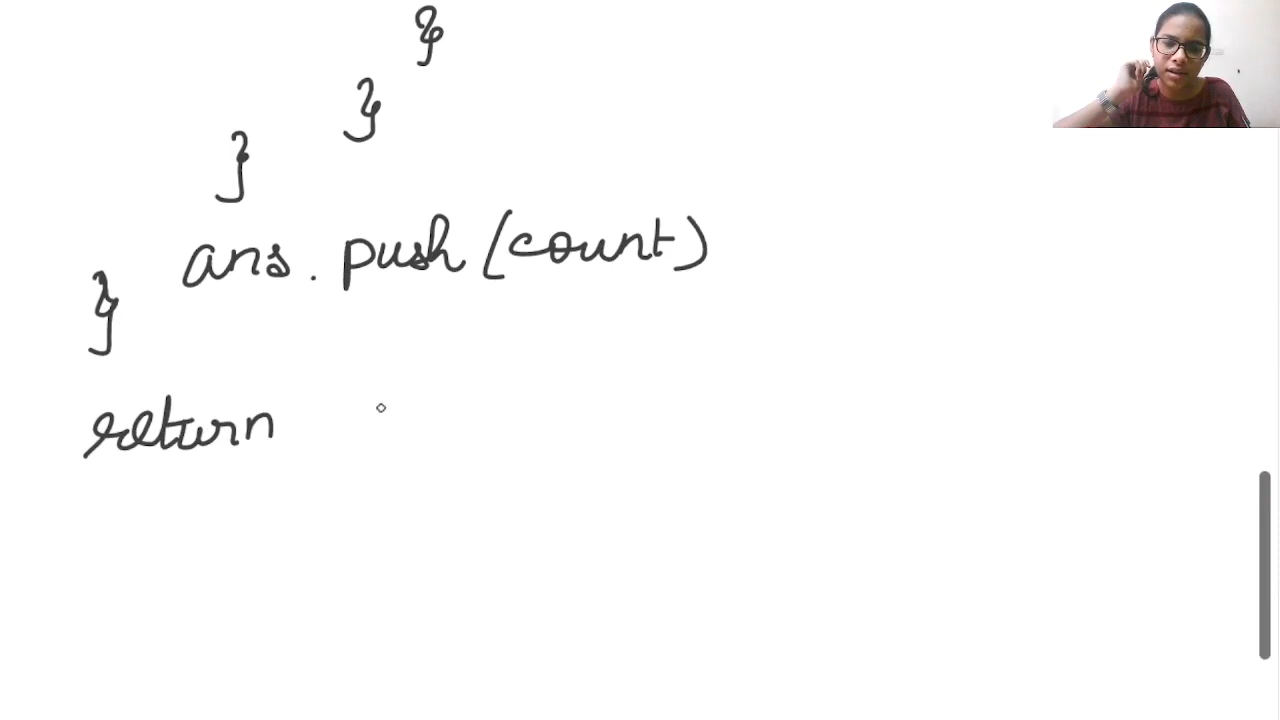 }
}
}
ans. push (count)
}
return